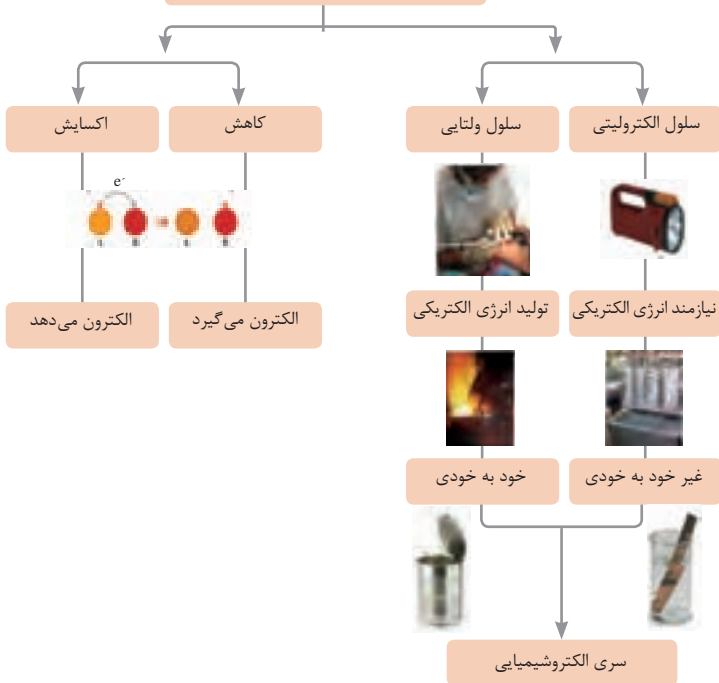 سلول الکترولیتی
سلول ولتایی
کاهش
اکسایش
e-
نیازمند انرژی الکتریکی
تولید انرژی الکتریکی
الکترون می‌گیرد
الکترون می‌دهد
غیر خود به خودی
خود به خودی
سری الکتروشیمیایی